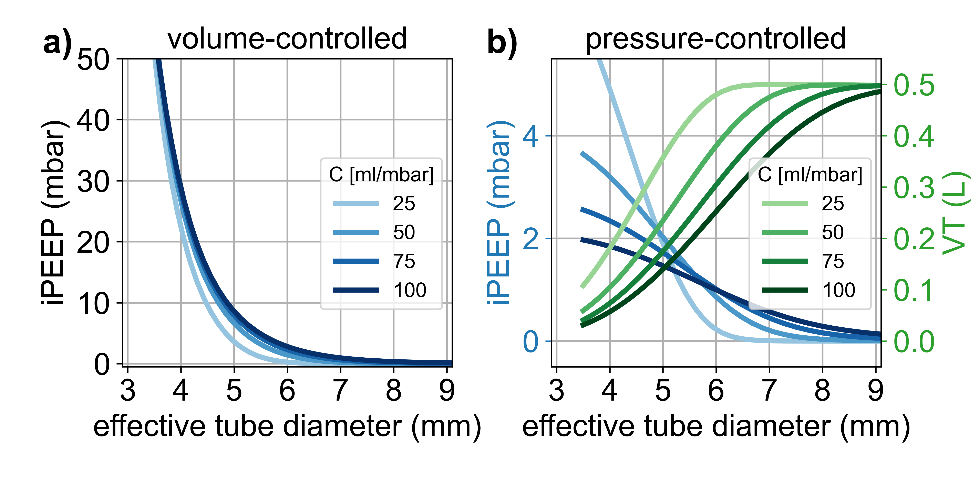 a) volume-controlled
50
40
30
20
10
0
iPEEP (mbar)
C [ml/mbar]
25
50
75
100
3 4 5 6 7 8 9
effective tube diameter (mm)
b) pressure-controlled
4
2
0
iPEEP (mbar)
C [ml/mbar]
25
50
75
100
0.5
0.4
0.3
0.2
0.1
0.0
VT (L)
3 4 5 6 7 8 9
effective tube diameter (mm)